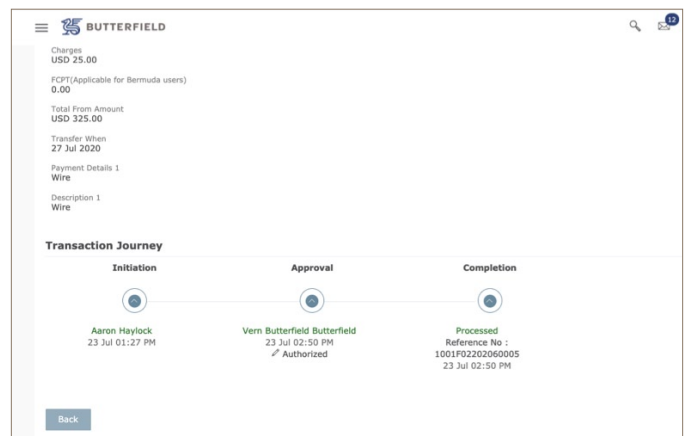 BUTTERFIELD
12
Charges
USD 25.00
FCPT(Applicable for Bermuda users)
0.00
Total From Amount
USD 325.00
Transfer When
27 Jul 2020
Payment Details 1
Wire
Description 1
Wire
Transaction Journey
Initiation Approval Completion
Aaron Haylock Vern Butterfield Butterfield Processed
23 Jul 01:27 PM 23 Jul 02:50 PM Reference No :
Authorized 1001F02202060005
23 Jul 02:50 PM
Back